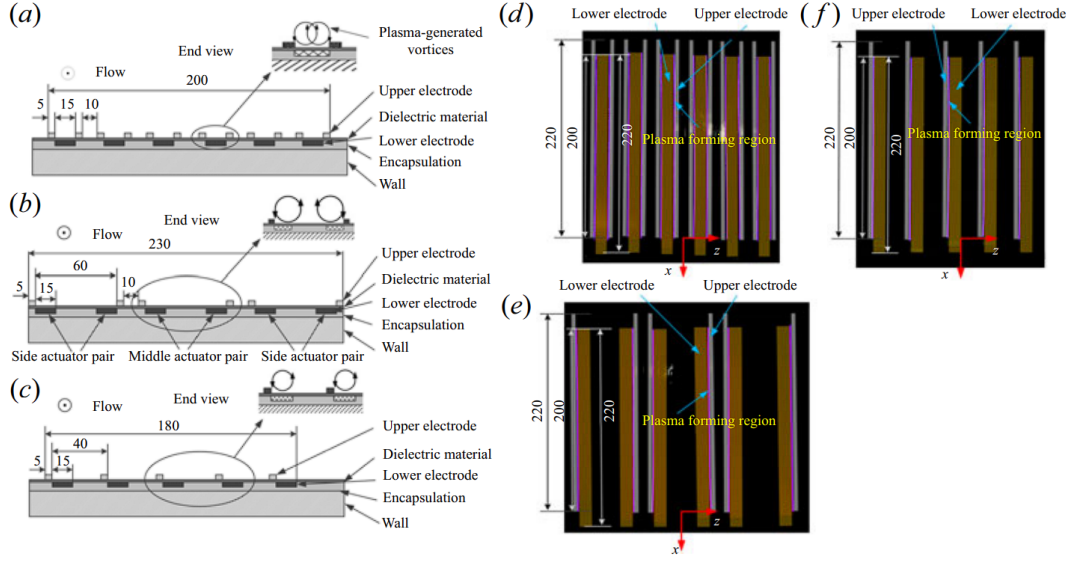 (a)
End view
Plasma-generated
vortices
Flow
200
5
15
10
Upper electrode
Dielectric material
Lower electrode
Encapsulation
Wall
(b)
End view
Flow
230
60
5
15
10
Upper electrode
Dielectric material
Lower electrode
Encapsulation
Wall
Side actuator pair
Middle actuator pair
Side actuator pair
(c)
End view
Flow
180
40
5
15
Upper electrode
Dielectric material
Lower electrode
Encapsulation
Wall
(d)
Lower electrode
Upper electrode
220
200
220
Plasma forming region
z
x
(f)
Upper electrode
Lower electrode
220
200
220
Plasma forming region
z
x
(e)
Lower electrode
Upper electrode
220
200
220
Plasma forming region
z
x